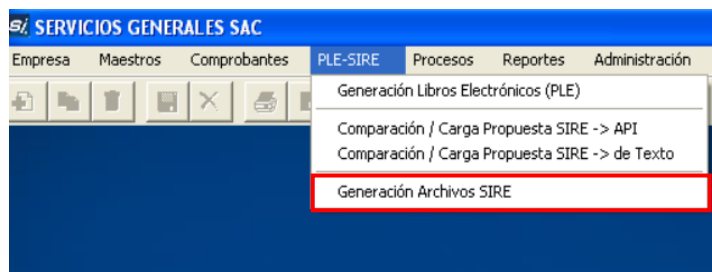 Si SERVICIOS GENERALES SAC
Empresa Maestros Comprobantes PLE-SIRE Procesos Reportes Administración
Generación Libros Electrónicos (PLE)
Comparación / Carga Propuesta SIRE -> API
Comparación / Carga Propuesta SIRE -> de Texto
Generación Archivos SIRE